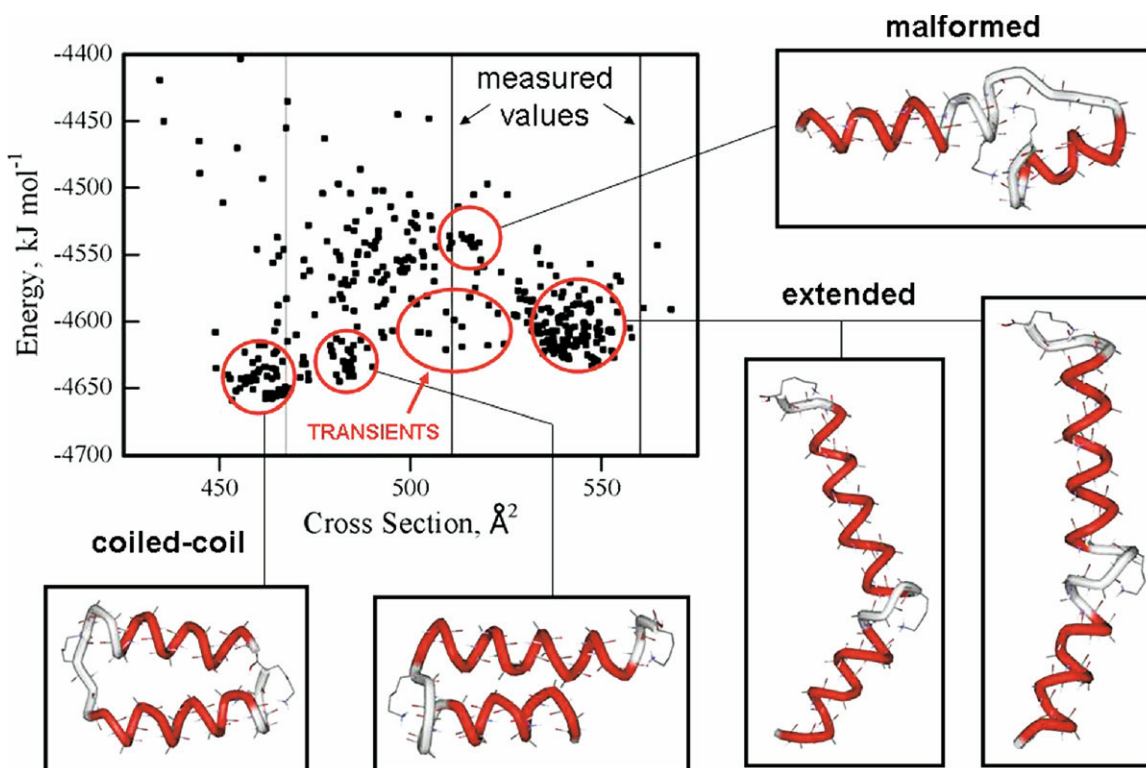 malformed
-4400
-4450
-4500
-4550
-4600
-4650
-4700
Energy, kJ mol-1
measured
values
TRANSIENTS
extended
450
500
550
Cross Section, Å2
coiled-coil